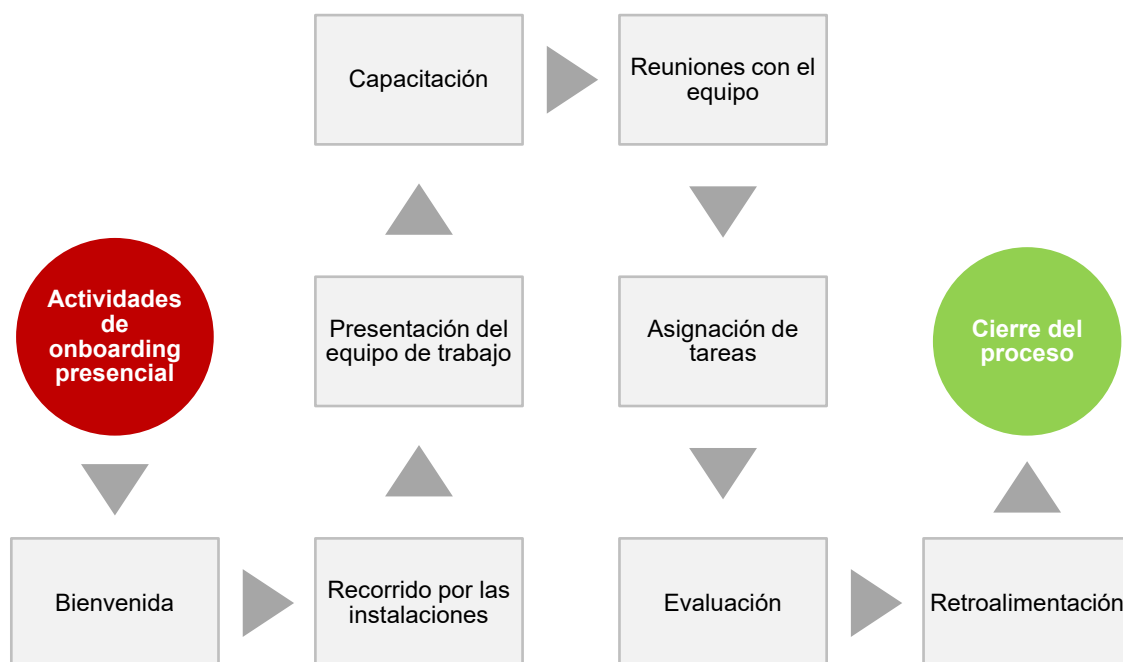 Actividades
de
onboarding
presencial
Bienvenida
Recorrido por las
instalaciones
Presentación del
equipo de trabajo
Capacitación
Reuniones con el
equipo
Asignación de
tareas
Evaluación
Retroalimentación
Cierre del
proceso